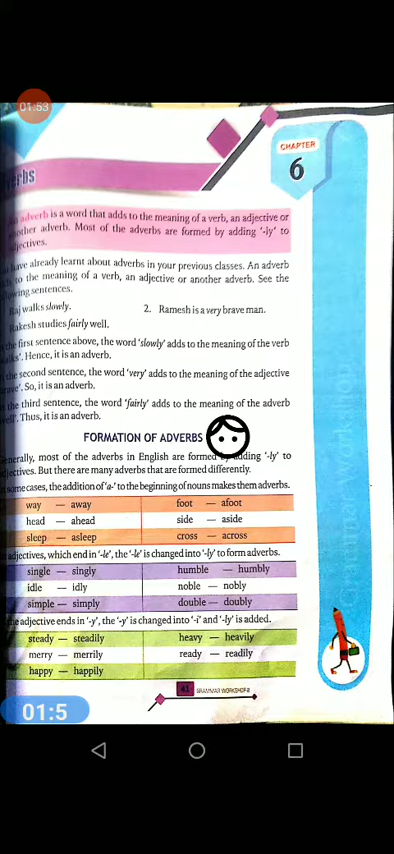 01:53
CHAPTER
6
erbs
adverb is a word that adds to the meaning of a verb, an adjective or
other adverb. Most of the adverbs are formed by adding '-ly' to
adjectives.
have already learnt about adverbs in your previous classes. An adverb
to the meaning of a verb, an adjective or another adverb. See the
sentences.
Raj walks slowly.
2. Ramesh is a very brave man.
Rakesh studies fairly well.
the first sentence above, the word 'slowly' adds to the meaning of the verb
Hence, it is an adverb.
the second sentence, the word 'very' adds to the meaning of the adjective
So, it is an adverb.
the third sentence, the word 'fairly' adds to the meaning of the adverb
Thus, it is an adverb.
FORMATION OF ADVERBS
Generally, most of the adverbs in English are formed by adding '-ly' to
adjectives. But there are many adverbs that are formed differently.
some cases, the addition of 'a-' to the beginning of nouns makes them adverbs.
way — away foot — afoot
head — ahead side — aside
sleep — asleep cross — across
adjectives, which end in '-le', the '-le' is changed into '-ly' to form adverbs.
single — singly humble — humbly
idle — idly noble — nobly
simple — simply double — doubly
the adjective ends in '-y', the '-y' is changed into '-i' and '-ly' is added.
steady — steadily heavy — heavily
merry — merrily ready — readily
happy — happily
41 GRAMMAR WORKSHOP-8
01:5